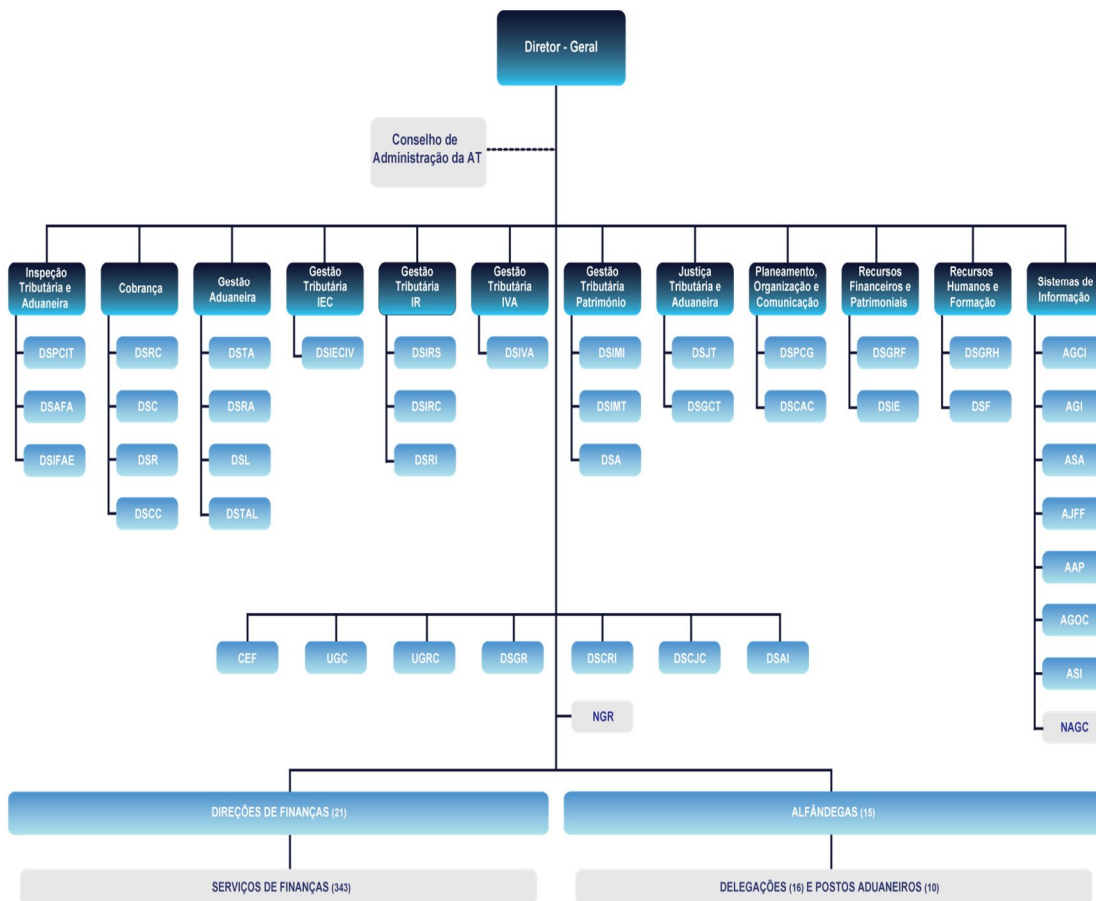 Diretor - Geral
Conselho de
Administração da AT
Inspeção
Tributária e
Aduaneira
DSPCIT
DSAFA
DSIFAE
Cobrança
DSRC
DSC
DSR
DSCC
Gestão
Aduaneira
DSTA
DSRA
DSL
DSTAL
Gestão
Tributária
IEC
DSIECIV
Gestão
Tributária
IR
DSIRS
DSIRC
DSRI
Gestão
Tributária
IVA
DSIVA
Gestão
Tributária
Património
DSIMI
DSIMT
DSA
Justiça
Tributária e
Aduaneira
DSJT
DSGCT
Planeamento,
Organização e
Comunicação
DSPCG
DSCAC
Recursos
Financeiros e
Patrimoniais
DSGRF
DSIE
Recursos
Humanos e
Formação
DSGRH
DSF
Sistemas de
Informação
AGCI
AGI
ASA
AJFF
AAP
AGOC
ASI
NAGC
CEF
UGC
UGRC
DSGR
DSCRI
DSCJC
DSAI
NGR
DIREÇÕES DE FINANÇAS (21)
ALFÂNDEGAS (15)
SERVIÇOS DE FINANÇAS (343)
DELEGAÇÕES (16) E POSTOS ADUANEIROS (10)